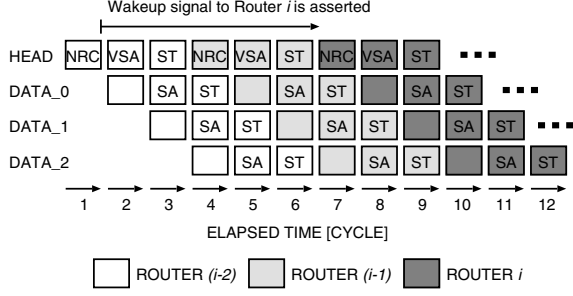 Wakeup signal to Router i is asserted
HEAD NRC VSA ST NRC VSA ST NRC VSA ST
DATA_0 SA ST SA ST SA ST
DATA_1 SA ST SA ST SA ST
DATA_2 SA ST SA ST SA ST
1 2 3 4 5 6 7 8 9 10 11 12
ELAPSED TIME [CYCLE]
ROUTER (i-2) ROUTER (i-1) ROUTER i